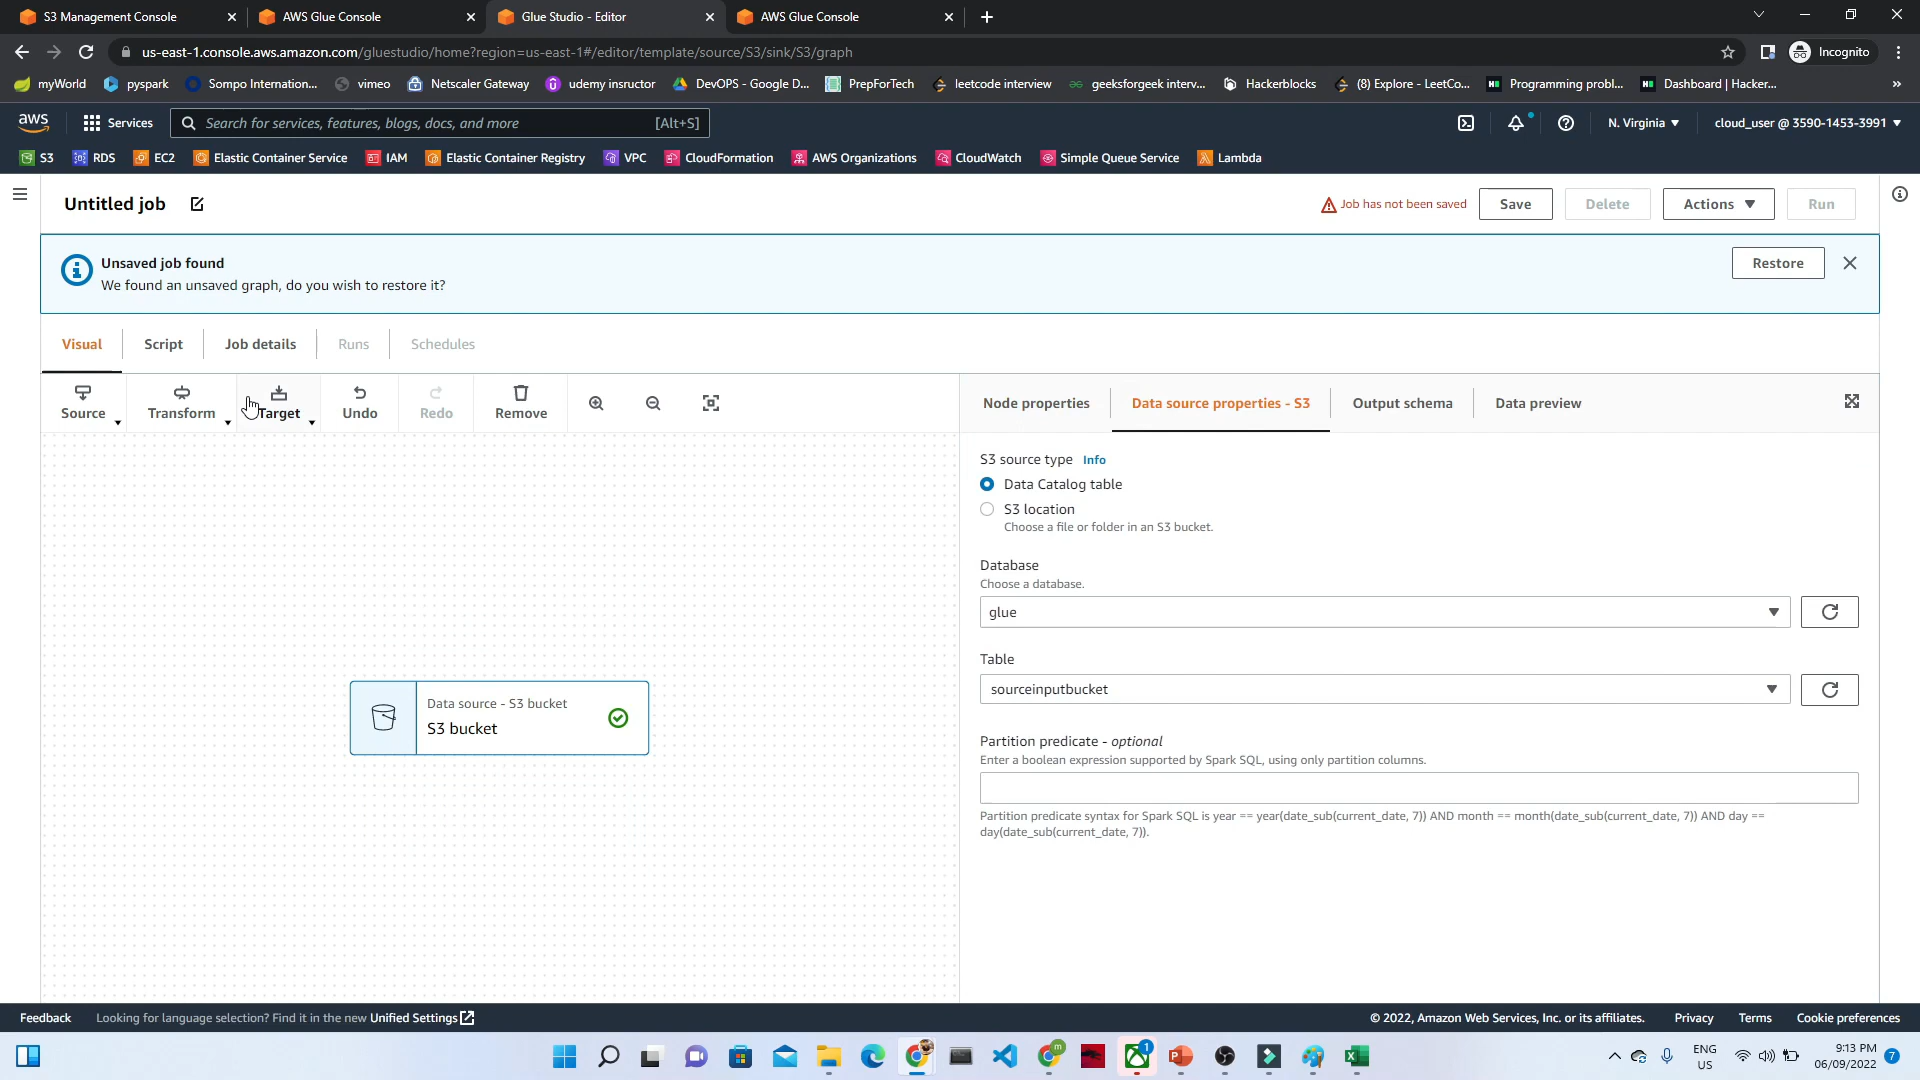 S3 Management Console
AWS Glue Console
Glue Studio - Editor
AWS Glue Console
us-east-1.console.aws.amazon.com/gluestudio/home?region=us-east-1#/editor/template/source/S3/sink/S3/graph
Incognito
myWorld
pyspark
Sompo Internation...
vimeo
Netscaler Gateway
udemy insructor
DevOPS - Google D...
PrepForTech
leetcode interview
geeksforgeek interv...
Hackerblocks
(8) Explore - LeetCo...
Programming probl...
Dashboard | Hacker...
aws
Services
Search for services, features, blogs, docs, and more
[Alt+S]
N. Virginia
cloud_user @ 3590-1453-3991
S3
RDS
EC2
Elastic Container Service
IAM
Elastic Container Registry
VPC
CloudFormation
AWS Organizations
CloudWatch
Simple Queue Service
Lambda
Untitled job
Job has not been saved
Save
Delete
Actions
Run
Unsaved job found
We found an unsaved graph, do you wish to restore it?
Restore
Visual
Script
Job details
Runs
Schedules
Source
Transform
Target
Undo
Redo
Remove
Node properties
Data source properties - S3
Output schema
Data preview
S3 source type Info
Data Catalog table
S3 location
Choose a file or folder in an S3 bucket.
Database
Choose a database.
glue
Table
sourceinputbucket
Data source - S3 bucket
S3 bucket
Partition predicate - optional
Enter a boolean expression supported by Spark SQL, using only partition columns.
Partition predicate syntax for Spark SQL is year == year(date_sub(current_date, 7)) AND month == month(date_sub(current_date, 7)) AND day ==
day(date_sub(current_date, 7)).
Feedback
Looking for language selection? Find it in the new Unified Settings
© 2022, Amazon Web Services, Inc. or its affiliates.
Privacy
Terms
Cookie preferences
ENG
US
9:13 PM
06/09/2022
7